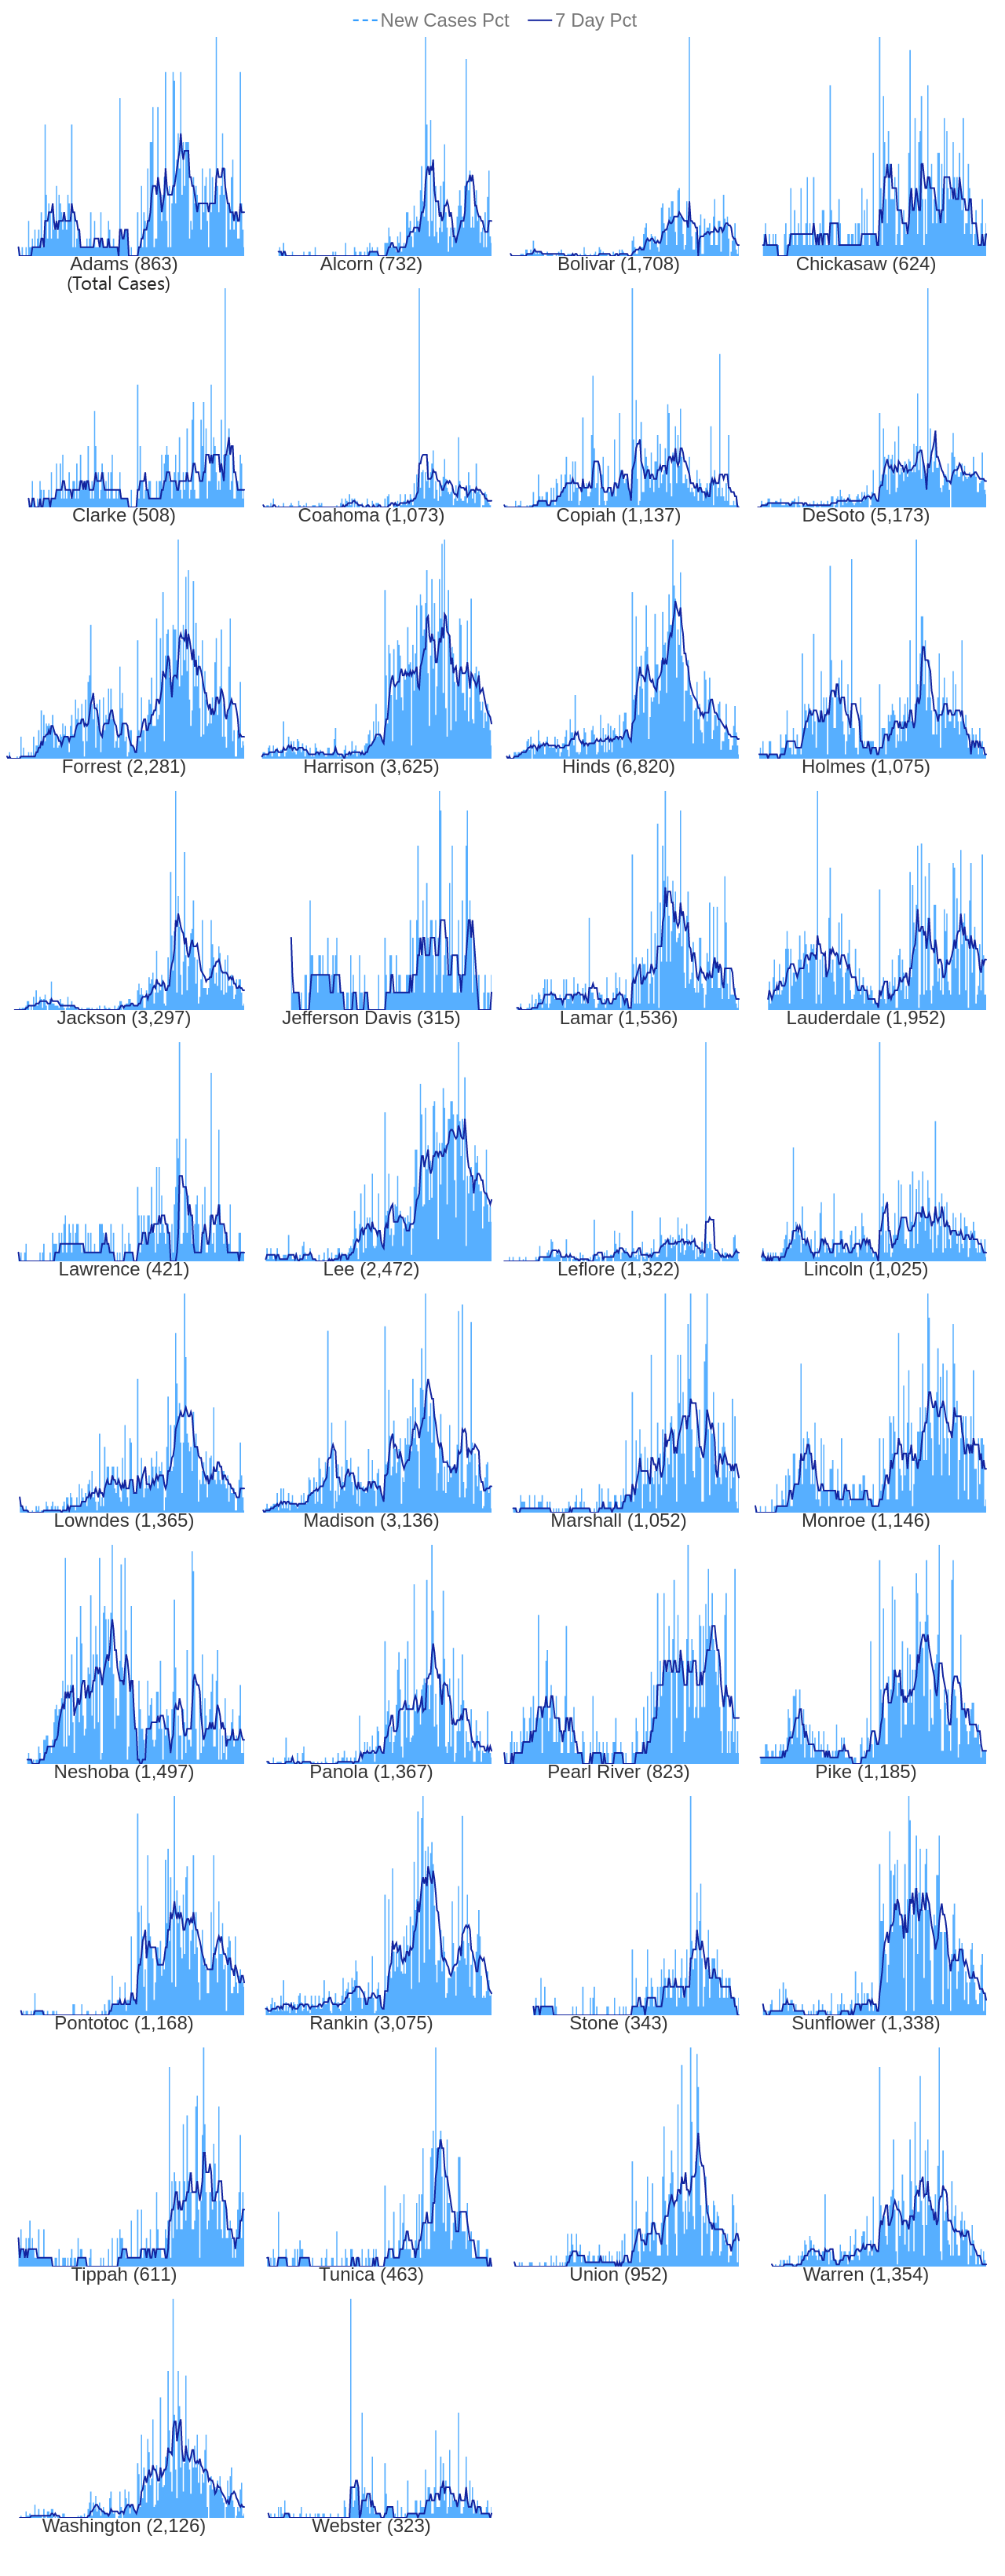 New Cases Pct 7 Day Pct
Adams (863) Alcorn (732) Bolivar (1,708) Chickasaw (624)
(Total Cases)
Clarke (508) Coahoma (1,073) Copiah (1,137) DeSoto (5,173)
Forrest (2,281) Harrison (3,625) Hinds (6,820) Holmes (1,075)
Jackson (3,297) Jefferson Davis (315) Lamar (1,536) Lauderdale (1,952)
Lawrence (421) Lee (2,472) Leflore (1,322) Lincoln (1,025)
Lowndes (1,365) Madison (3,136) Marshall (1,052) Monroe (1,146)
Neshoba (1,497) Panola (1,367) Pearl River (823) Pike (1,185)
Pontotoc (1,168) Rankin (3,075) Stone (343) Sunflower (1,338)
Tippah (611) Tunica (463) Union (952) Warren (1,354)
Washington (2,126) Webster (323)